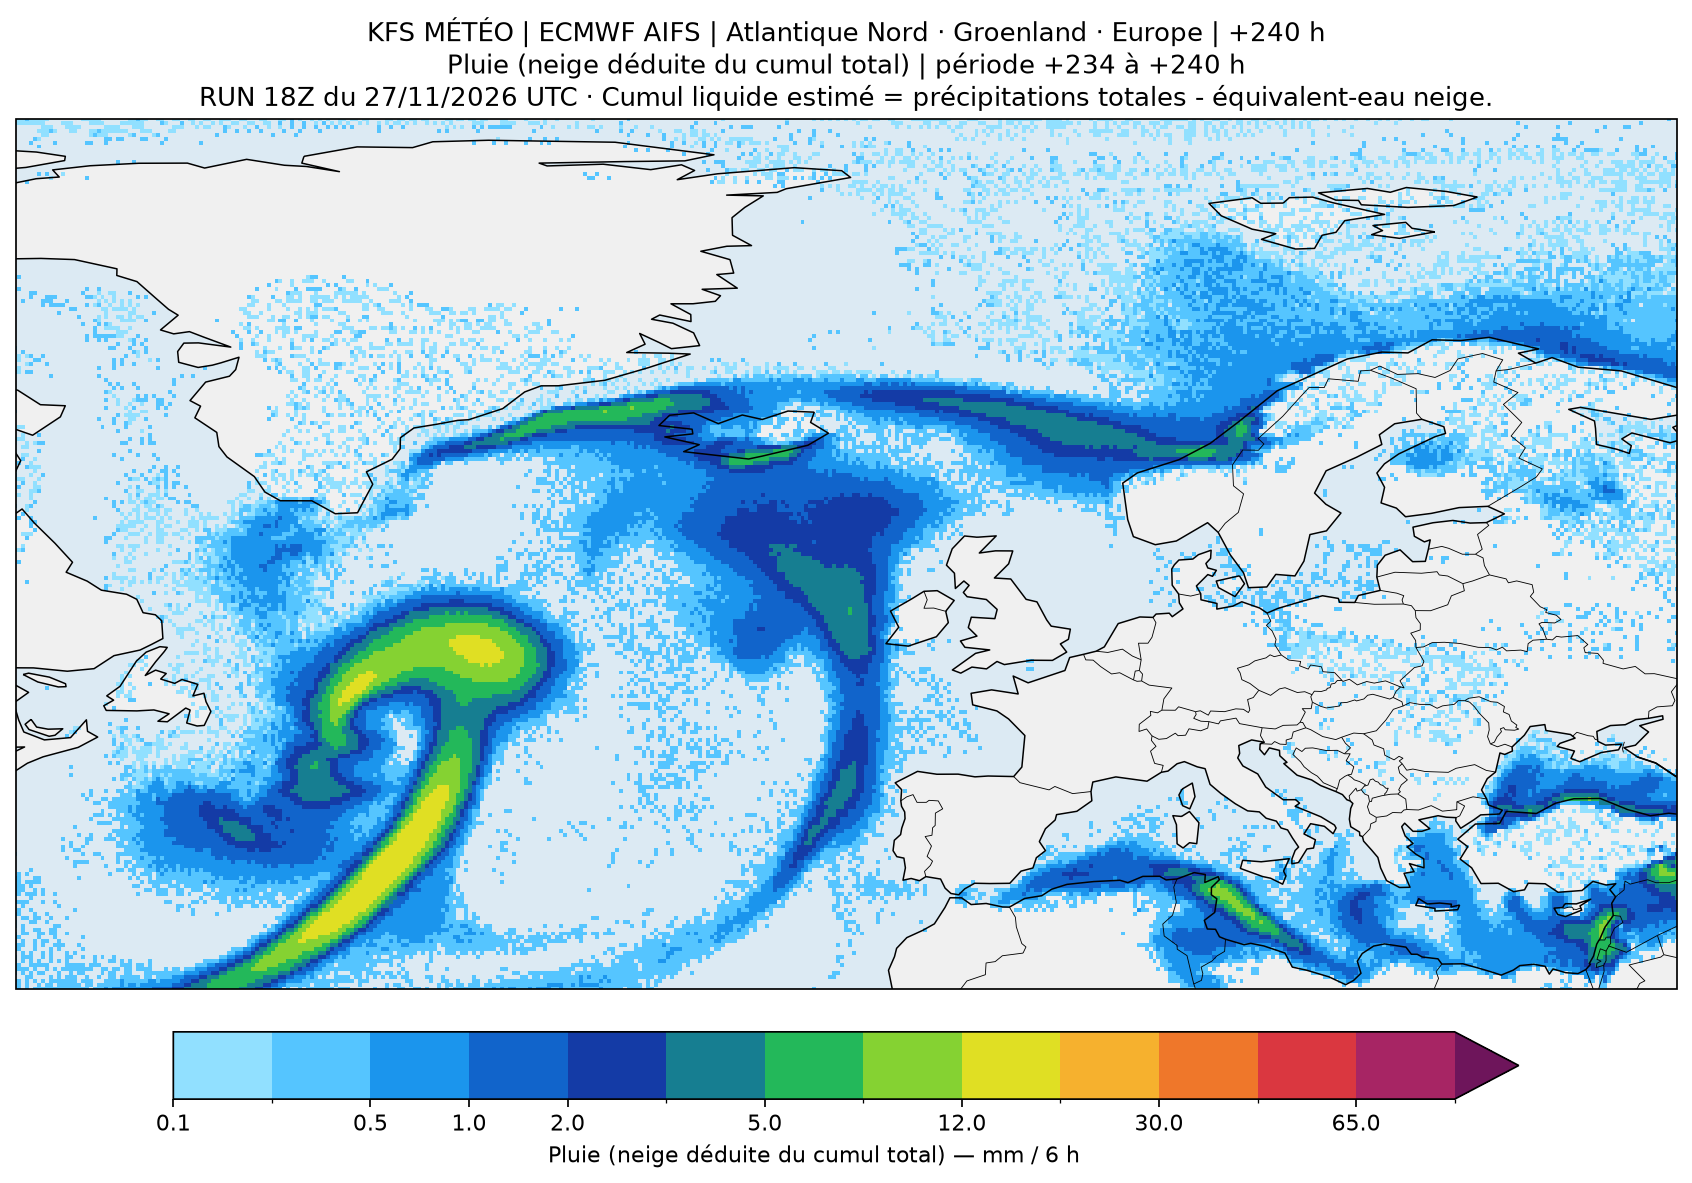 KFS MÉTÉO | ECMWF AIFS | Atlantique Nord · Groenland · Europe | +240 h
Pluie (neige déduite du cumul total) | période +234 à +240 h
RUN 18Z du 27/11/2026 UTC · Cumul liquide estimé = précipitations totales - équivalent-eau neige.
0.1 0.5 1.0 2.0 5.0 12.0 30.0 65.0
Pluie (neige déduite du cumul total) — mm / 6 h